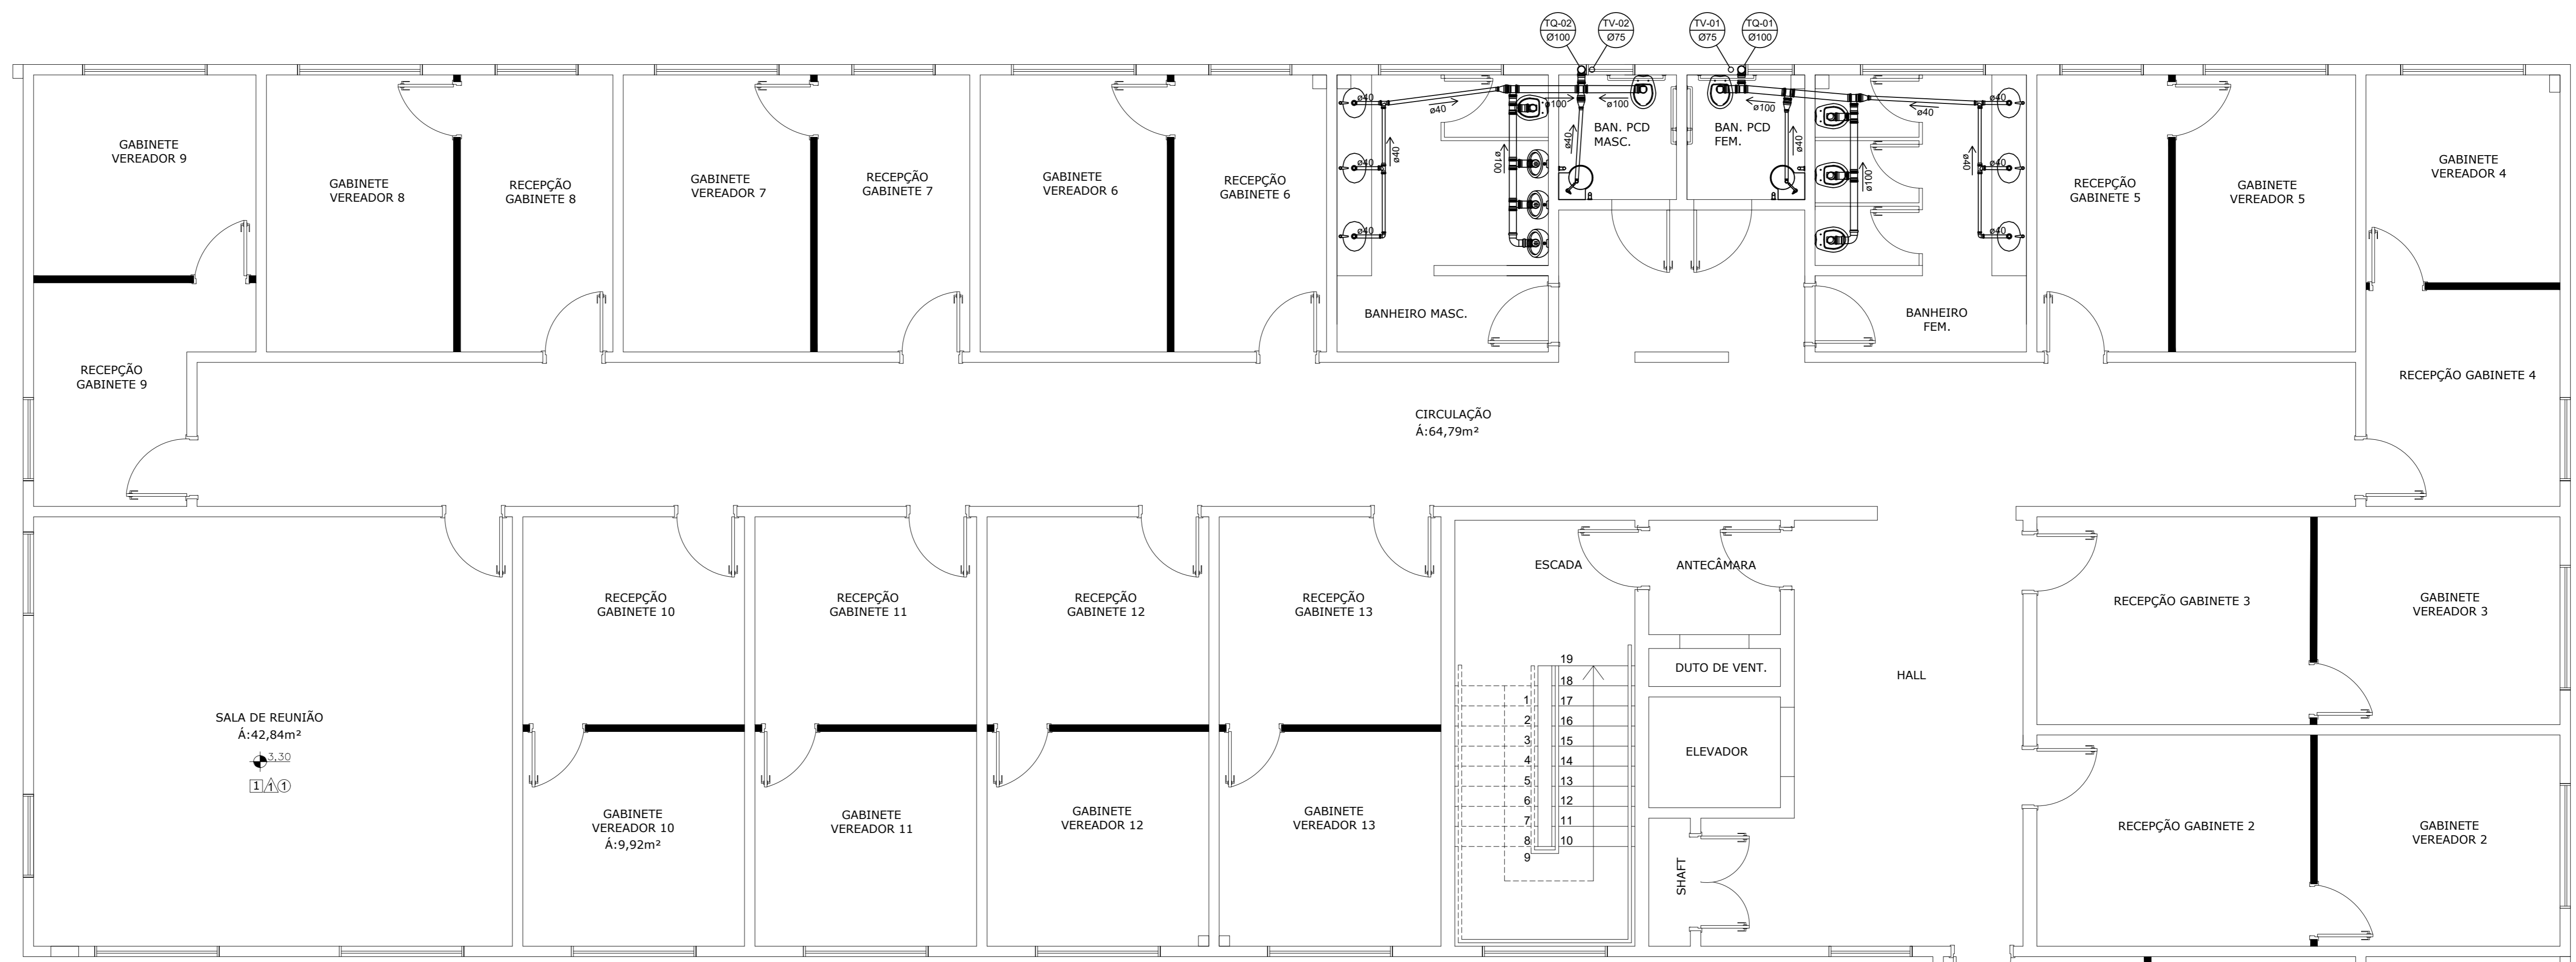 TQ-02
Ø100
TV-02
Ø75
TV-01
Ø75
TQ-01
Ø100
GABINETE
VEREADOR 9
GABINETE
VEREADOR 8
RECEPÇÃO
GABINETE 8
GABINETE
VEREADOR 7
RECEPÇÃO
GABINETE 7
GABINETE
VEREADOR 6
RECEPÇÃO
GABINETE 6
ø40
ø40
ø40
ø40
ø40
ø100
ø100
ø100
ø40
BAN. PCD
MASC.
BAN. PCD
FEM.
ø100
ø40
ø100
ø40
ø40
ø40
ø40
ø40
RECEPÇÃO
GABINETE 5
GABINETE
VEREADOR 5
GABINETE
VEREADOR 4
BANHEIRO MASC.
BANHEIRO
FEM.
RECEPÇÃO
GABINETE 9
RECEPÇÃO GABINETE 4
CIRCULAÇÃO
Á:64,79m²
RECEPÇÃO
GABINETE 10
RECEPÇÃO
GABINETE 11
RECEPÇÃO
GABINETE 12
RECEPÇÃO
GABINETE 13
ESCADA
ANTECÂMARA
RECEPÇÃO GABINETE 3
GABINETE
VEREADOR 3
DUTO DE VENT.
HALL
SALA DE REUNIÃO
Á:42,84m²
3,30
1 1 1
19
18
17
16
15
14
13
12
11
10
1
2
3
4
5
6
7
8
9
ELEVADOR
GABINETE
VEREADOR 10
Á:9,92m²
GABINETE
VEREADOR 11
GABINETE
VEREADOR 12
GABINETE
VEREADOR 13
SHAFT
RECEPÇÃO GABINETE 2
GABINETE
VEREADOR 2